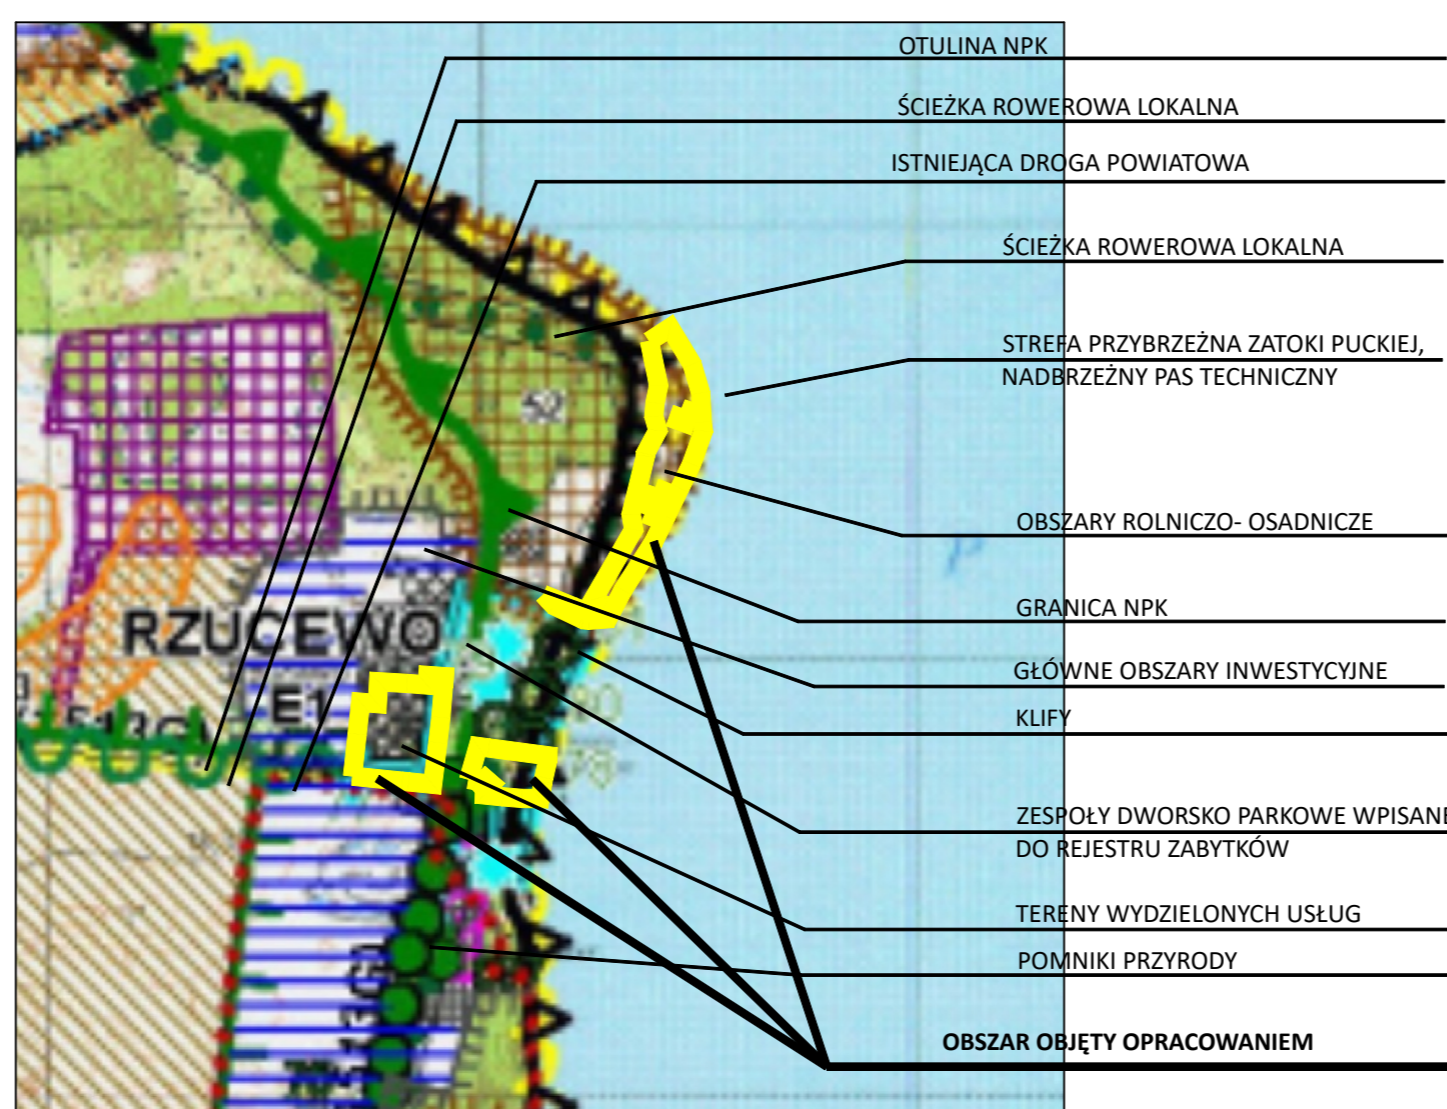 OTULINA NPK
ŚCIEŻKA ROWEROWA LOKALNA
ISTNIEJĄCA DROGA POWIATOWA
ŚCIEŻKA ROWEROWA LOKALNA
STREFA PRZYBRZEŻNA ZATOKI PUCKIEJ,
NADBRZEŻNY PAS TECHNICZNY
52
OBSZARY ROLNICZO- OSADNICZE
GRANICA NPK
RZUCEWO
GŁÓWNE OBSZARY INWESTYCYJNE
E1
KLIFY
78
ZESPOŁY DWORSKO PARKOWE WPISANE
DO REJESTRU ZABYTKÓW
TERENY WYDZIELONYCH USŁUG
POMNIKI PRZYRODY
OBSZAR OBJĘTY OPRACOWANIEM